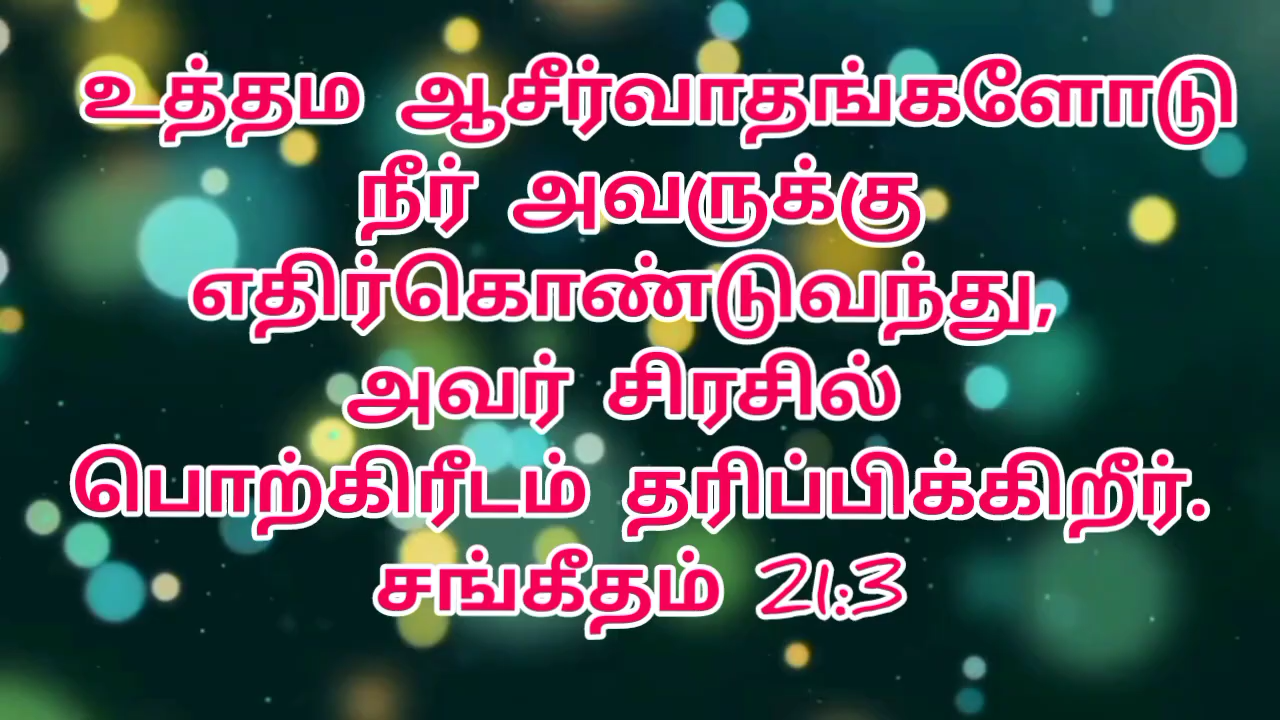 உத்தம ஆசீர்வாதங்களோடு
நீர் அவருக்கு
எதிர்கொண்டுவந்து,
அவர் சிரசில்
பொற்கிரீடம் தரிப்பிக்கிறீர்.
சங்கீதம் 21:3